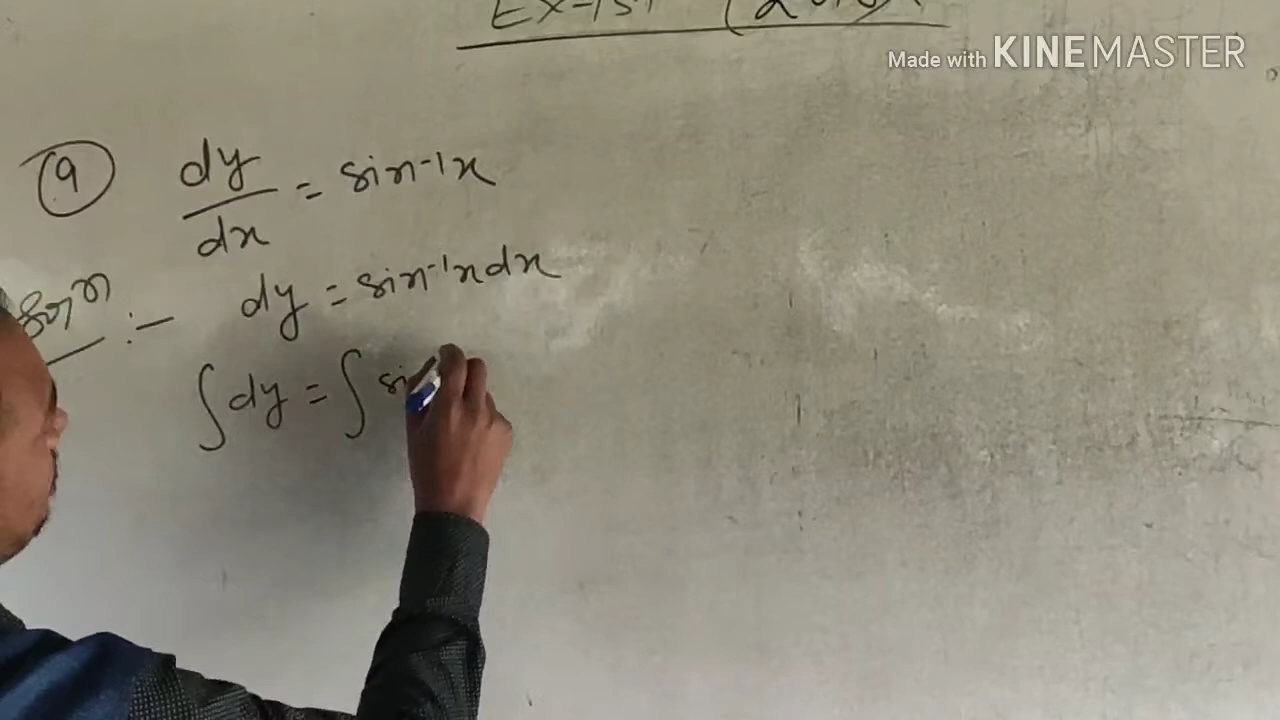 Made with KINEMASTER
9 dy/dx = sin-1x
soln :- dy = sin-1x dx
∫dy = ∫si